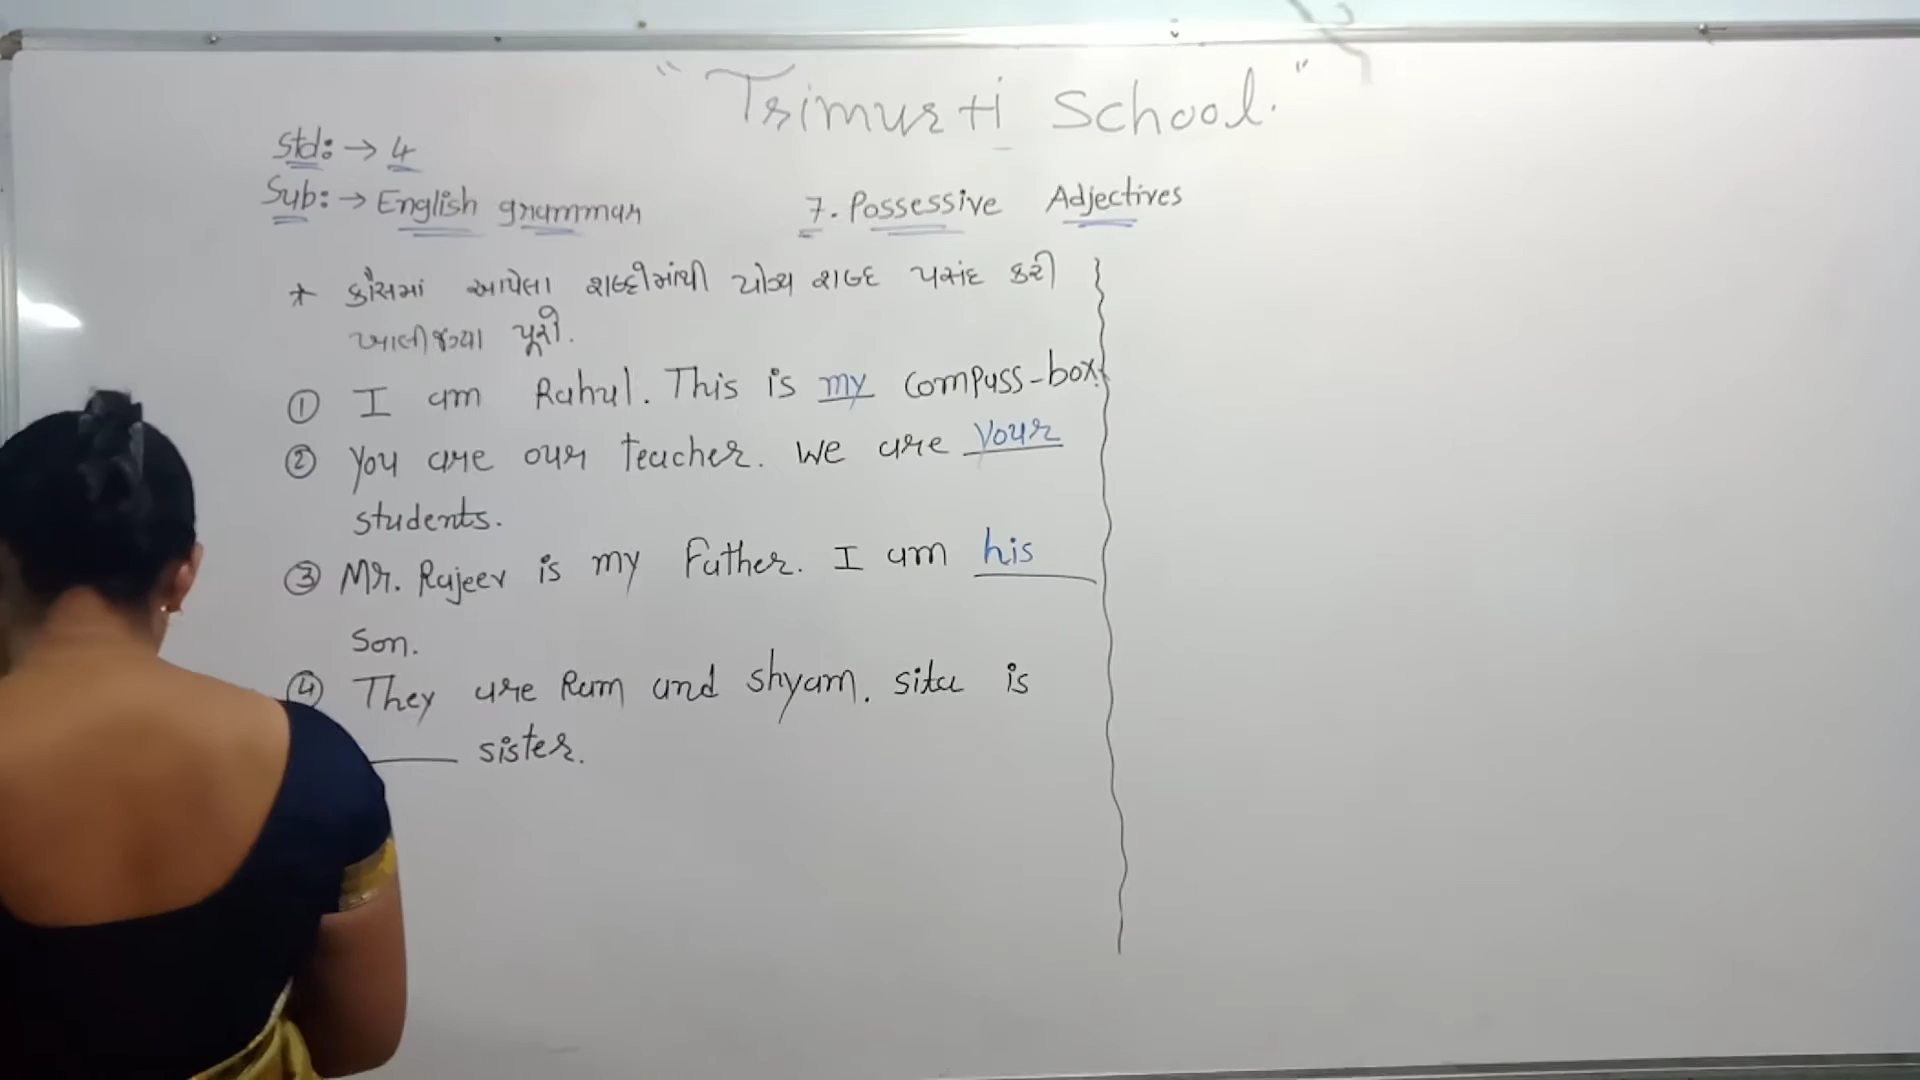 "Trimurti School."
Std: → 4
Sub: → English grammar
7. Possessive Adjectives
* કૌંસમાં આપેલા શબ્દોમાંથી યોગ્ય શબ્દ પસંદ કરી
ખાલી જગ્યા પૂરો.
① I am Rahul. This is my compass-box.
② You are our teacher. We are Your
students.
③ Mr. Rajeev is my Father. I am his
Son.
④ They are Ram and Shyam. Sita is
____ sister.